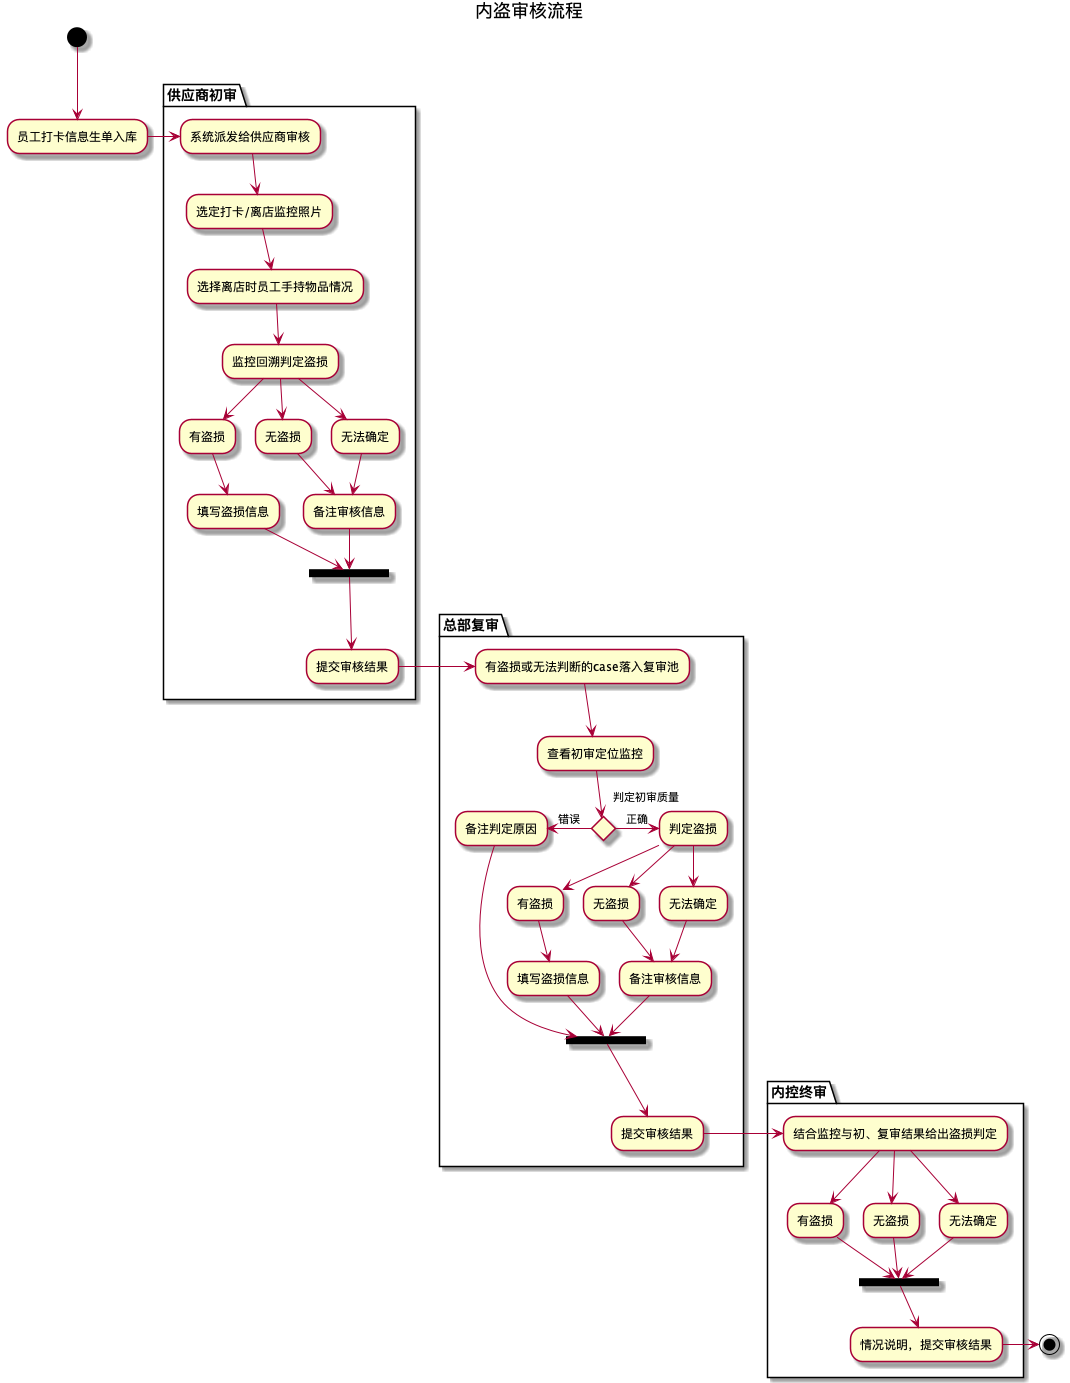 内盗审核流程
供应商初审
员工打卡信息生单入库
系统派发给供应商审核
选定打卡/离店监控照片
选择离店时员工手持物品情况
监控回溯判定盗损
有盗损
无盗损
无法确定
填写盗损信息
备注审核信息
提交审核结果
总部复审
有盗损或无法判断的case落入复审池
查看初审定位监控
判定初审质量
备注判定原因
错误
正确
判定盗损
有盗损
无盗损
无法确定
填写盗损信息
备注审核信息
提交审核结果
内控终审
结合监控与初、复审结果给出盗损判定
有盗损
无盗损
无法确定
情况说明，提交审核结果